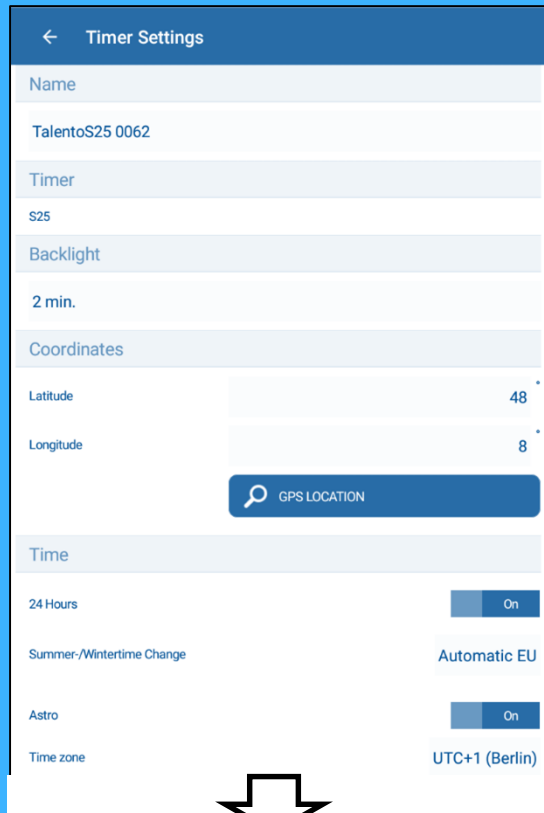 Timer Settings
Name
TalentoS25 0062
Timer
S25
Backlight
2 min.
Coordinates
Latitude 48 °
Longitude 8 °
GPS LOCATION
Time
24 Hours On
Summer-/Wintertime Change Automatic EU
Astro On
Time zone UTC+1 (Berlin)